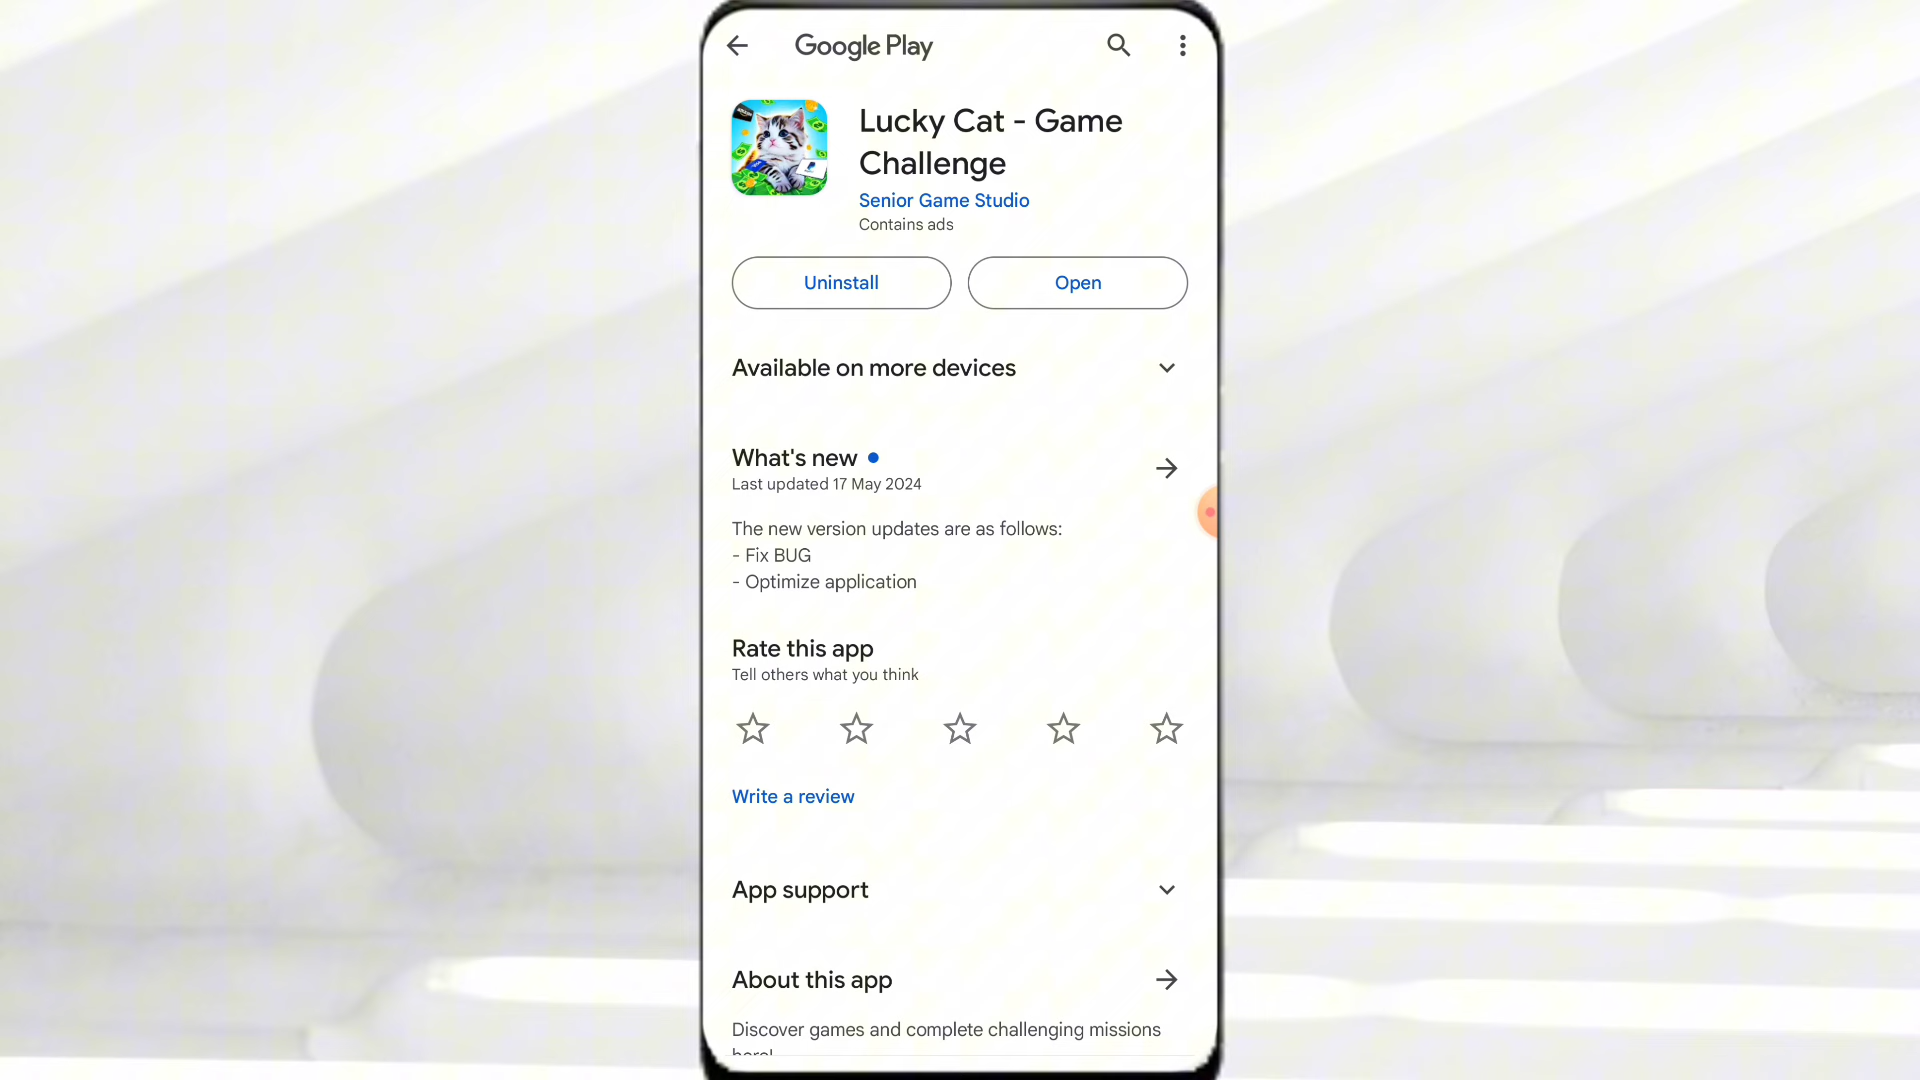 Google Play
Lucky Cat - Game
Challenge
Senior Game Studio
Contains ads
Uninstall
Open
Available on more devices
What's new
Last updated 17 May 2024
The new version updates are as follows:
- Fix BUG
- Optimize application
Rate this app
Tell others what you think
Write a review
App support
About this app
Discover games and complete challenging missions